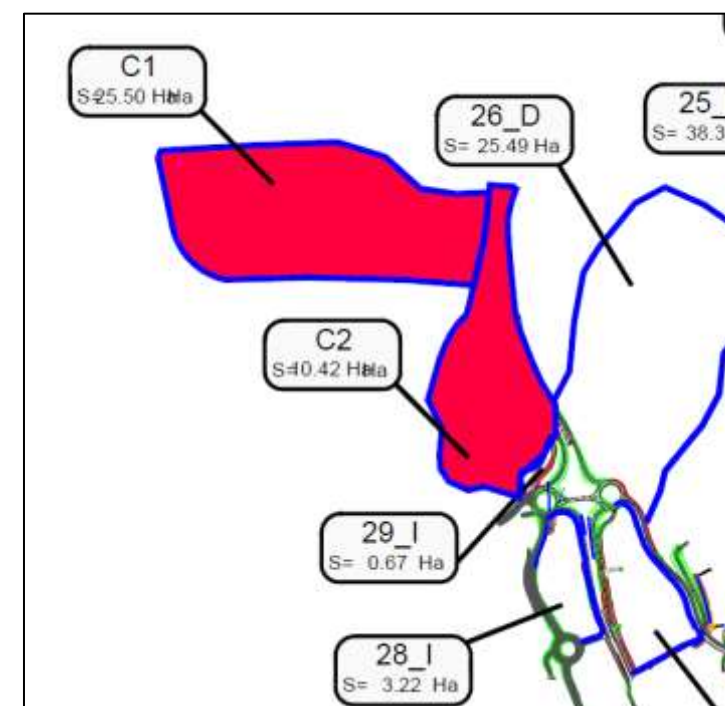 C1
S=25.50 Ha
26_D
S= 25.49 Ha
25_
S= 38.3
C2
S=10.42 Ha
29_I
S= 0.67 Ha
28_I
S= 3.22 Ha